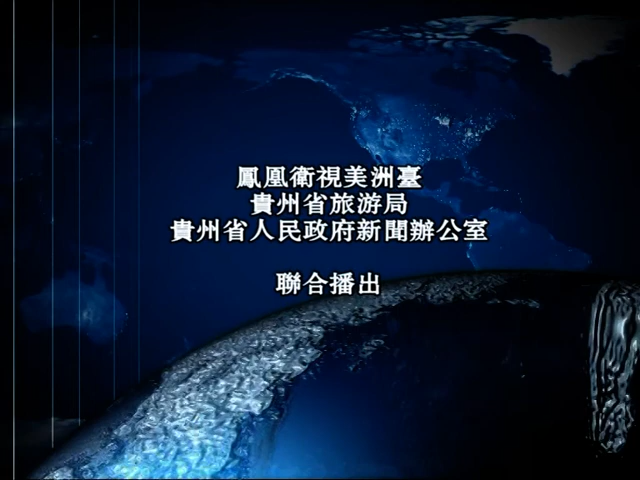 鳳凰衛視美洲臺
貴州省旅游局
貴州省人民政府新聞辦公室
聯合播出